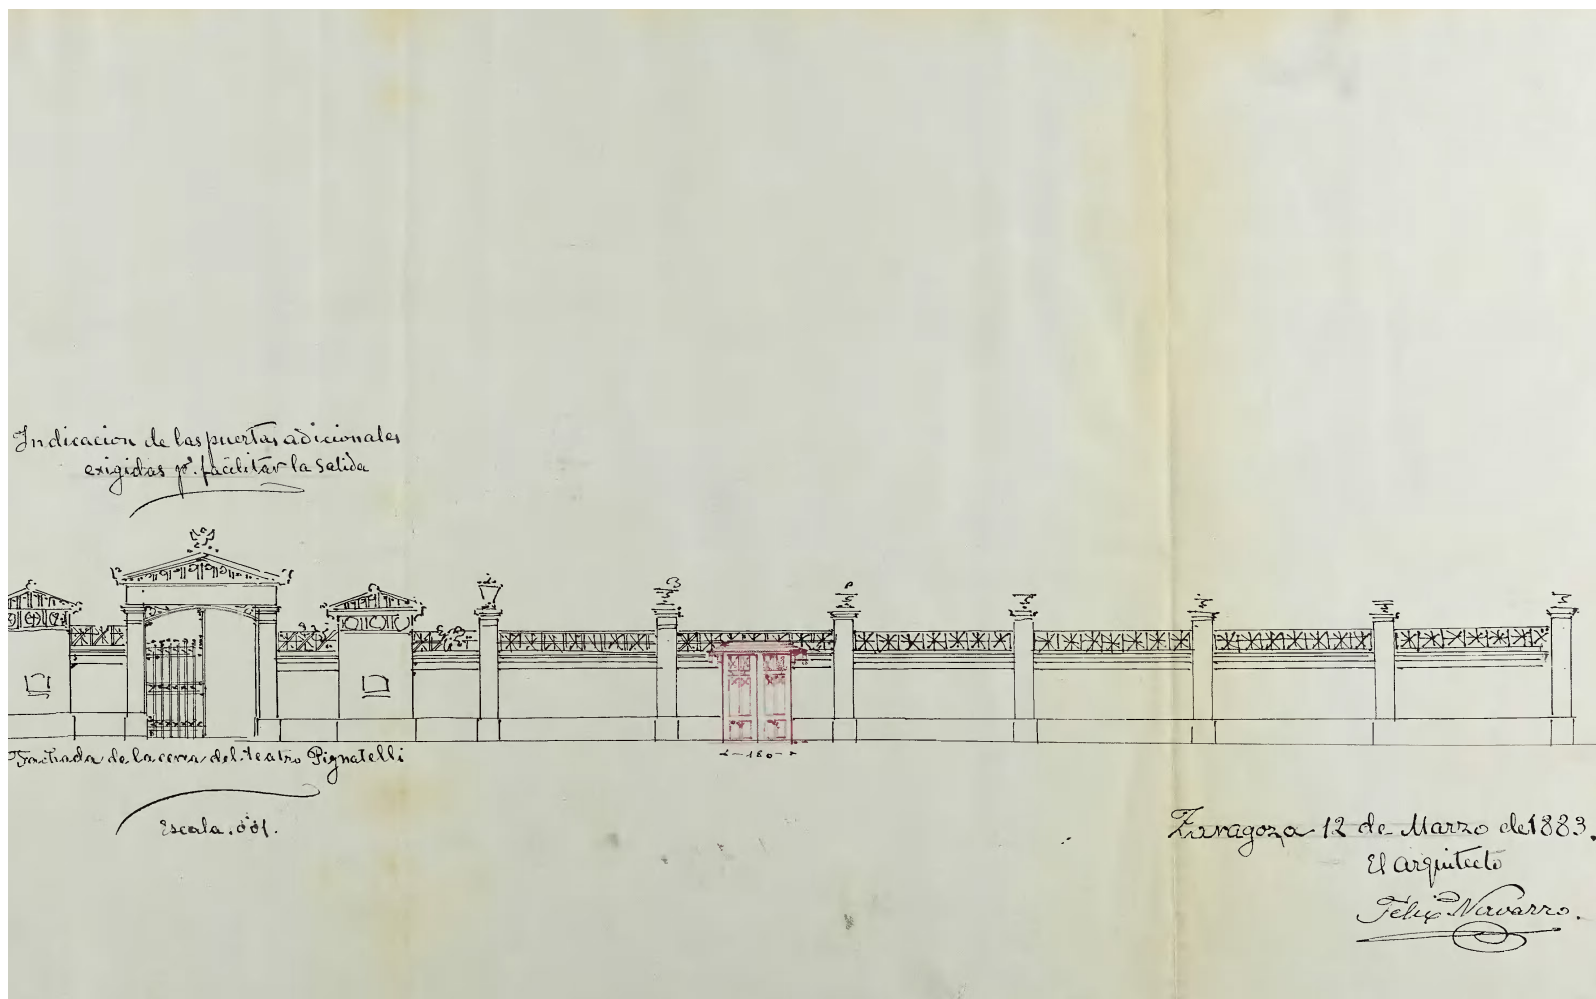 Indicacion de las puertas adicionales
exigidas pª. facilitar la salida
Fachada de la cerca del teatro Pignatelli
Escala. 0'01.
1 80
Zaragoza 12 de Marzo de 1883.
El arquitecto
Felix Navarro.